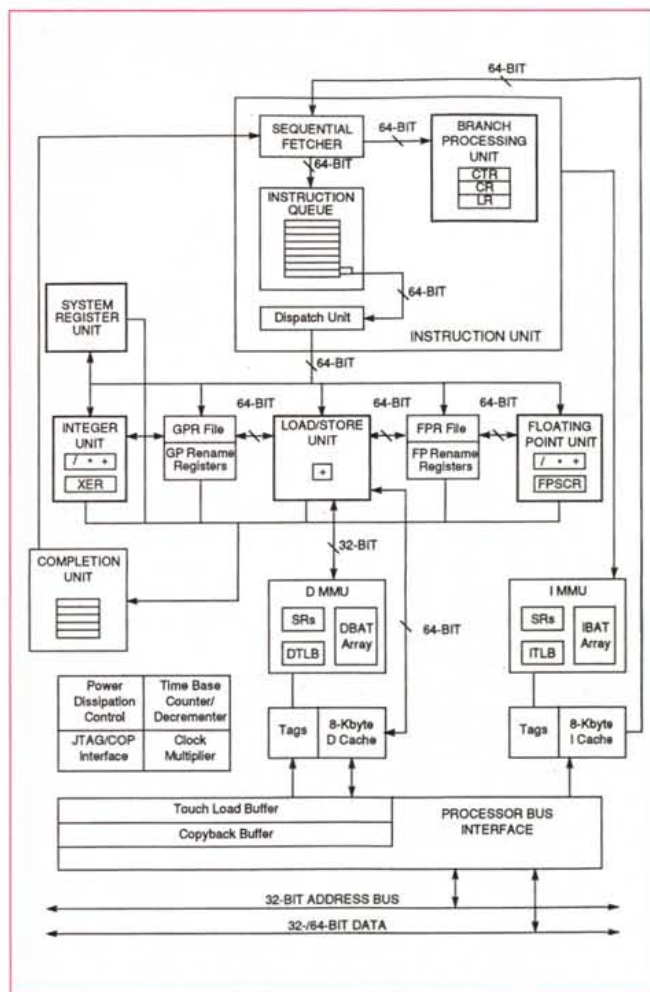 64-BIT
SEQUENTIAL
FETCHER
64-BIT
BRANCH
PROCESSING
UNIT
CTR
CR
LR
64-BIT
INSTRUCTION
QUEUE
64-BIT
Dispatch Unit
INSTRUCTION UNIT
SYSTEM
REGISTER
UNIT
64-BIT
INTEGER
UNIT
/ * +
XER
GPR File
GP Rename
Registers
64-BIT
LOAD/STORE
UNIT
+
64-BIT
FPR File
FP Rename
Registers
64-BIT
FLOATING
POINT UNIT
/ * +
FPSCR
32-BIT
COMPLETION
UNIT
D MMU
SRs
DTLB
DBAT
Array
64-BIT
I MMU
SRs
ITLB
IBAT
Array
Power
Dissipation
Control
Time Base
Counter/
Decrementer
JTAG/COP
Interface
Clock
Multiplier
Tags
8-Kbyte
D Cache
Tags
8-Kbyte
I Cache
Touch Load Buffer
Copyback Buffer
PROCESSOR BUS
INTERFACE
32-BIT ADDRESS BUS
32-/64-BIT DATA